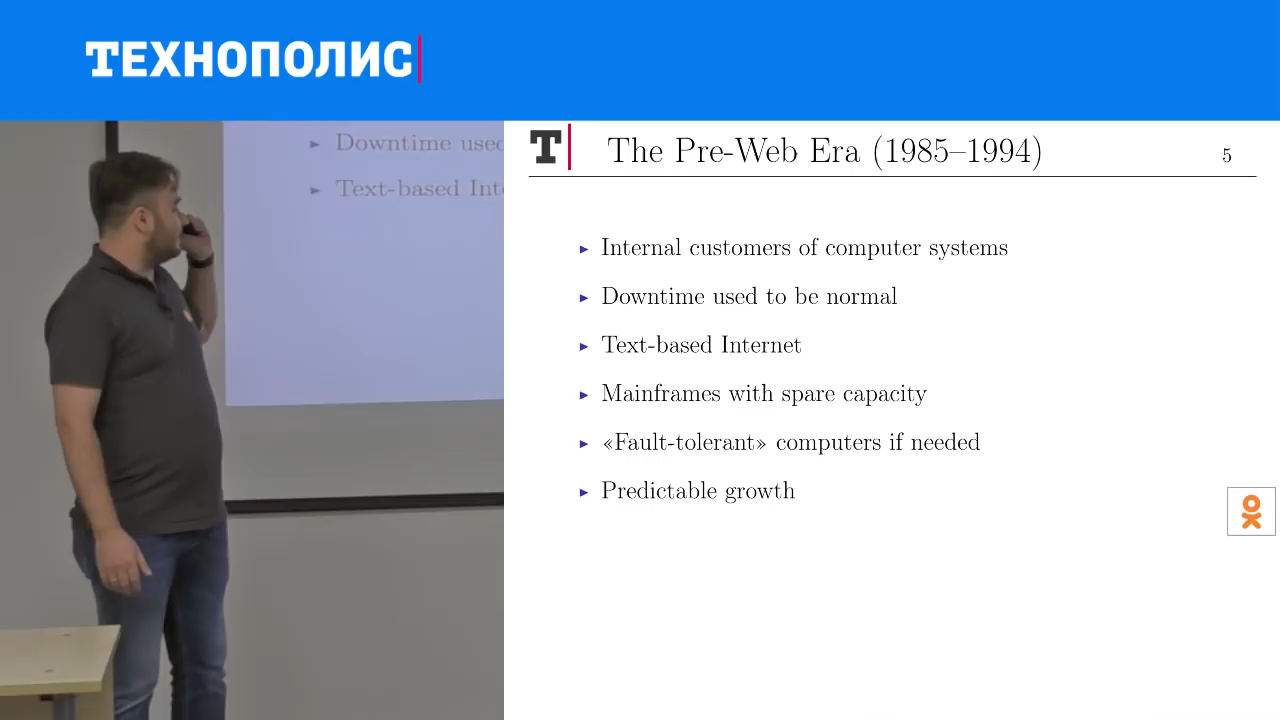 ТЕХНОПОЛИС
Downtime used
Text-based Int
T
The Pre-Web Era (1985–1994)
5
▸ Internal customers of computer systems
▸ Downtime used to be normal
▸ Text-based Internet
▸ Mainframes with spare capacity
▸ «Fault-tolerant» computers if needed
▸ Predictable growth